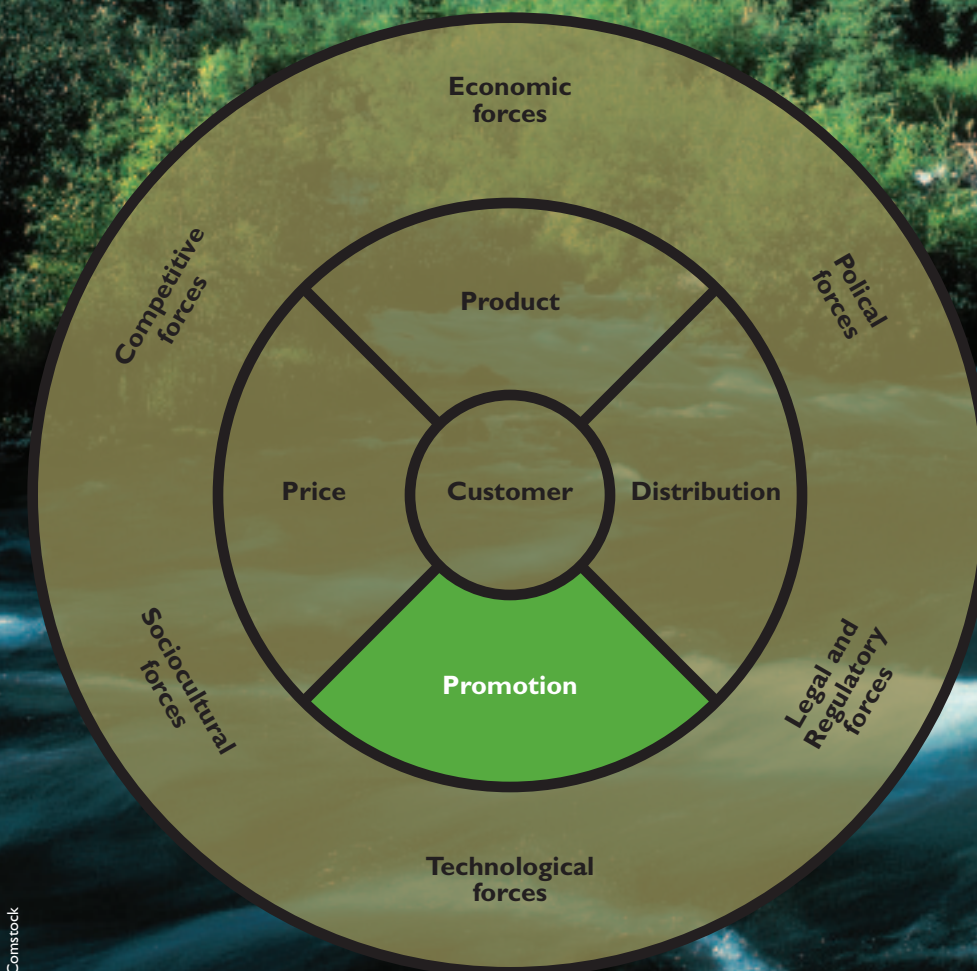 Economic
forces
Competitive
forces
Polical
forces
Product
Price
Customer
Distribution
Promotion
Sociocultural
forces
Legal and
Regulatory
forces
Technological
forces
Comstock